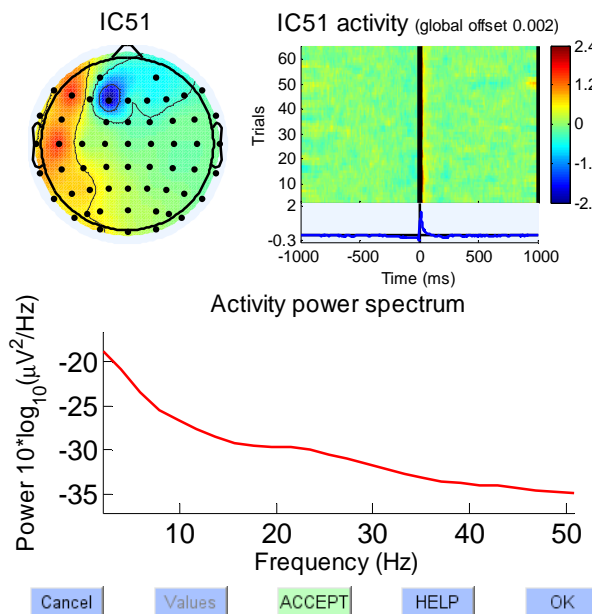 IC51
IC51 activity (global offset 0.002)
Trials
60
50
40
30
20
10
2
-0.3
-1000 -500 0 500 1000
Time (ms)
2.4
1.2
0
-1.
-2.
Activity power spectrum
Power 10*log10(μV2/Hz)
-20
-25
-30
-35
10 20 30 40 50
Frequency (Hz)
Cancel Values ACCEPT HELP OK